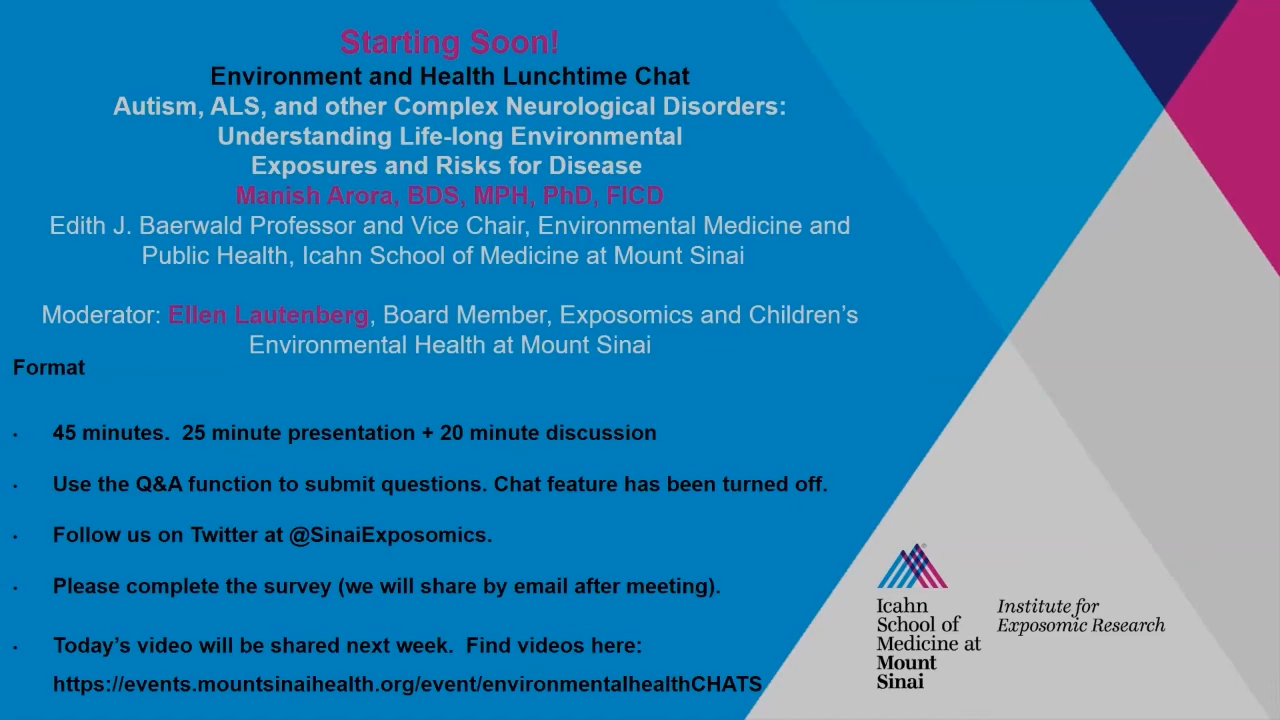 Starting Soon!
Environment and Health Lunchtime Chat
Autism, ALS, and other Complex Neurological Disorders:
Understanding Life-long Environmental
Exposures and Risks for Disease
Manish Arora, BDS, MPH, PhD, FICD
Edith J. Baerwald Professor and Vice Chair, Environmental Medicine and
Public Health, Icahn School of Medicine at Mount Sinai
Moderator: Ellen Lautenberg, Board Member, Exposomics and Children's
Environmental Health at Mount Sinai
Format
· 45 minutes. 25 minute presentation + 20 minute discussion
· Use the Q&A function to submit questions. Chat feature has been turned off.
· Follow us on Twitter at @SinaiExposomics.
· Please complete the survey (we will share by email after meeting).
· Today's video will be shared next week. Find videos here:
https://events.mountsinaihealth.org/event/environmentalhealthCHATS
Icahn
School of
Medicine at
Mount
Sinai
Institute for
Exposomic Research